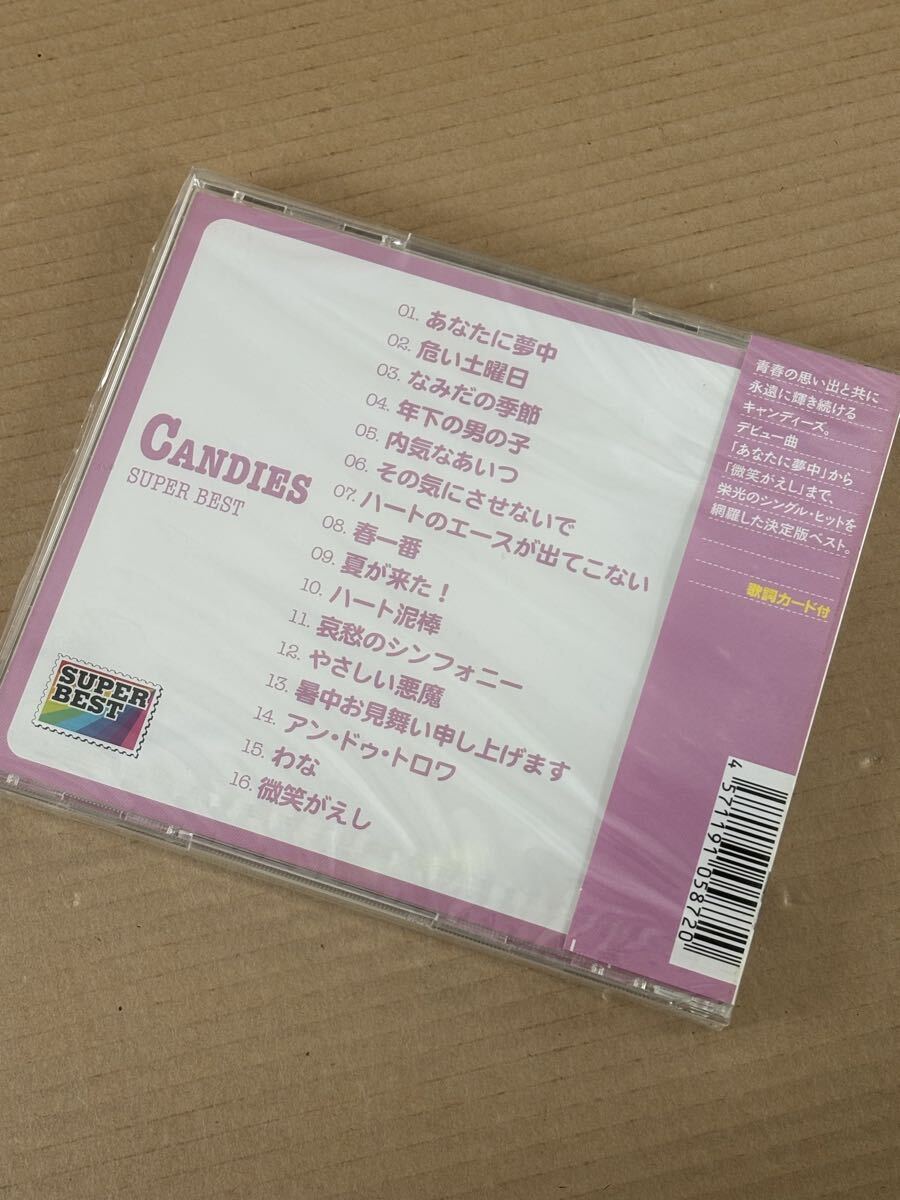 CANDIES
SUPER BEST
01. あなたに夢中
02. 危い土曜日
03. なみだの季節
04. 年下の男の子
05. 内気なあいつ
06. その気にさせないで
07. ハートのエースが出てこない
08. 春一番
09. 夏が来た!
10. ハート泥棒
11. 哀愁のシンフォニー
12. やさしい悪魔
13. 暑中お見舞い申し上げます
14. アン・ドゥ・トロワ
15. わな
16. 微笑がえし
SUPER
BEST
青春の思い出と共に
永遠に輝き続ける
キャンディーズ。
デビュー曲
「あなたに夢中」から
「微笑がえし」まで、
栄光のシングル・ヒットを
網羅した決定版ベスト。
歌詞カード付
4 571191 058720